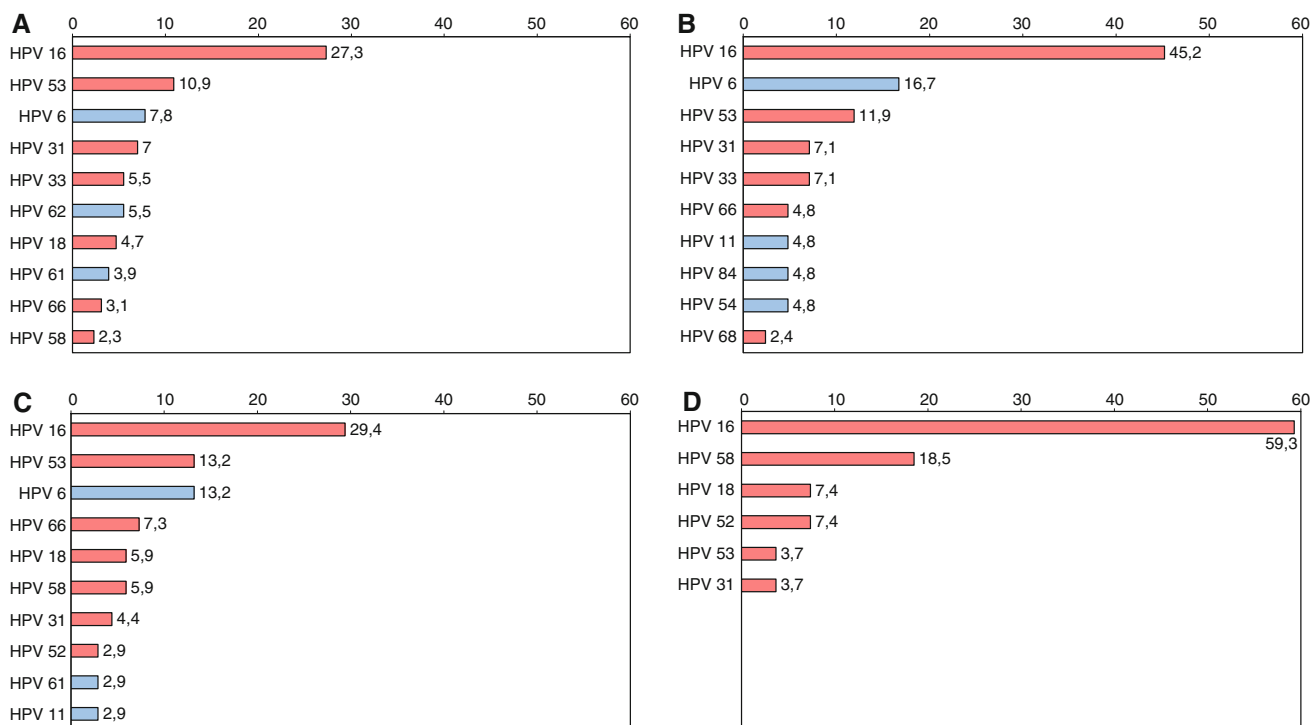 A
0 10 20 30 40 50 60
HPV 16 27,3
HPV 53 10,9
HPV 6 7,8
HPV 31 7
HPV 33 5,5
HPV 62 5,5
HPV 18 4,7
HPV 61 3,9
HPV 66 3,1
HPV 58 2,3
B
0 10 20 30 40 50 60
HPV 16 45,2
HPV 6 16,7
HPV 53 11,9
HPV 31 7,1
HPV 33 7,1
HPV 66 4,8
HPV 11 4,8
HPV 84 4,8
HPV 54 4,8
HPV 68 2,4
C
0 10 20 30 40 50 60
HPV 16 29,4
HPV 53 13,2
HPV 6 13,2
HPV 66 7,3
HPV 18 5,9
HPV 58 5,9
HPV 31 4,4
HPV 52 2,9
HPV 61 2,9
HPV 11 2,9
D
0 10 20 30 40 50 60
HPV 16 59,3
HPV 58 18,5
HPV 18 7,4
HPV 52 7,4
HPV 53 3,7
HPV 31 3,7